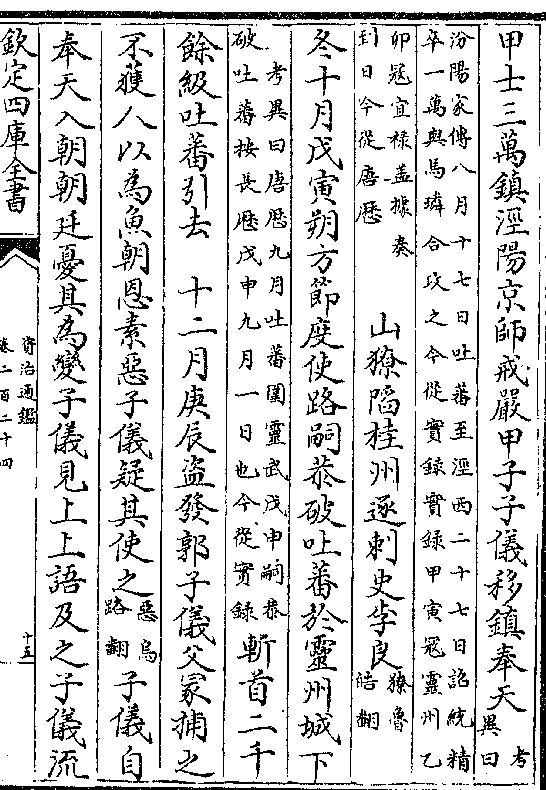 甲士三萬鎮涇陽京師戒嚴甲子子儀移鎮奉天考異曰
汾陽家傳八月十七日吐蕃至涇西二十七日詔統精
卒一萬與馬璘合攻之今從實録實録甲寅寇靈州乙
卯寇宜禄蓋據奏到日今從唐厯　山獠陷桂州逐刺史李良獠魯皓翻
冬十月戊寅朔方節度使路嗣恭破吐蕃於靈州城下
考異曰唐厯九月吐蕃圍靈武戊申嗣恭
破吐蕃按長厯戊申九月一日也今從實録斬首二千
餘級吐蕃引去　十二月庚辰盗發郭子儀父冢捕之
不獲人以為魚朝恩素惡子儀疑其使之惡烏路翻子儀自
奉天入朝朝廷憂其為變子儀見上上語及之子儀流
欽定四庫全書
資治通鑑
卷二百二十四
十五